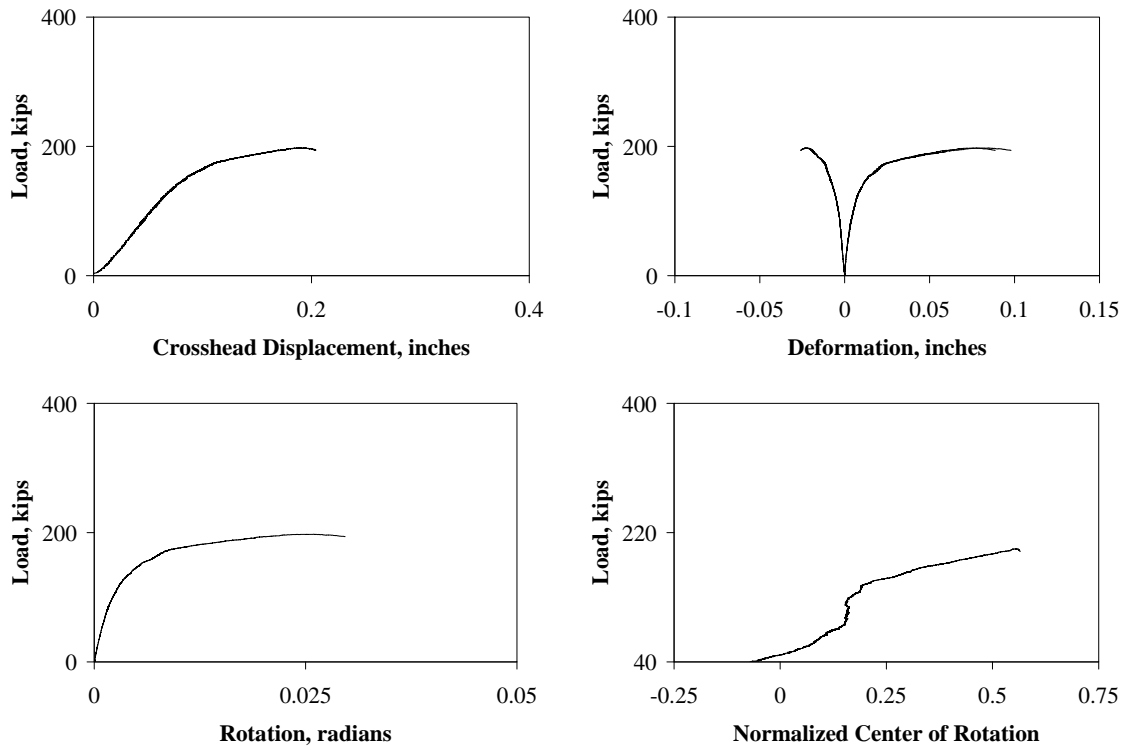 400
200
0
Load, kips
0 0.2 0.4
Crosshead Displacement, inches
400
200
0
Load, kips
-0.1 -0.05 0 0.05 0.1 0.15
Deformation, inches
400
200
0
Load, kips
0 0.025 0.05
Rotation, radians
400
220
40
Load, kips
-0.25 0 0.25 0.5 0.75
Normalized Center of Rotation